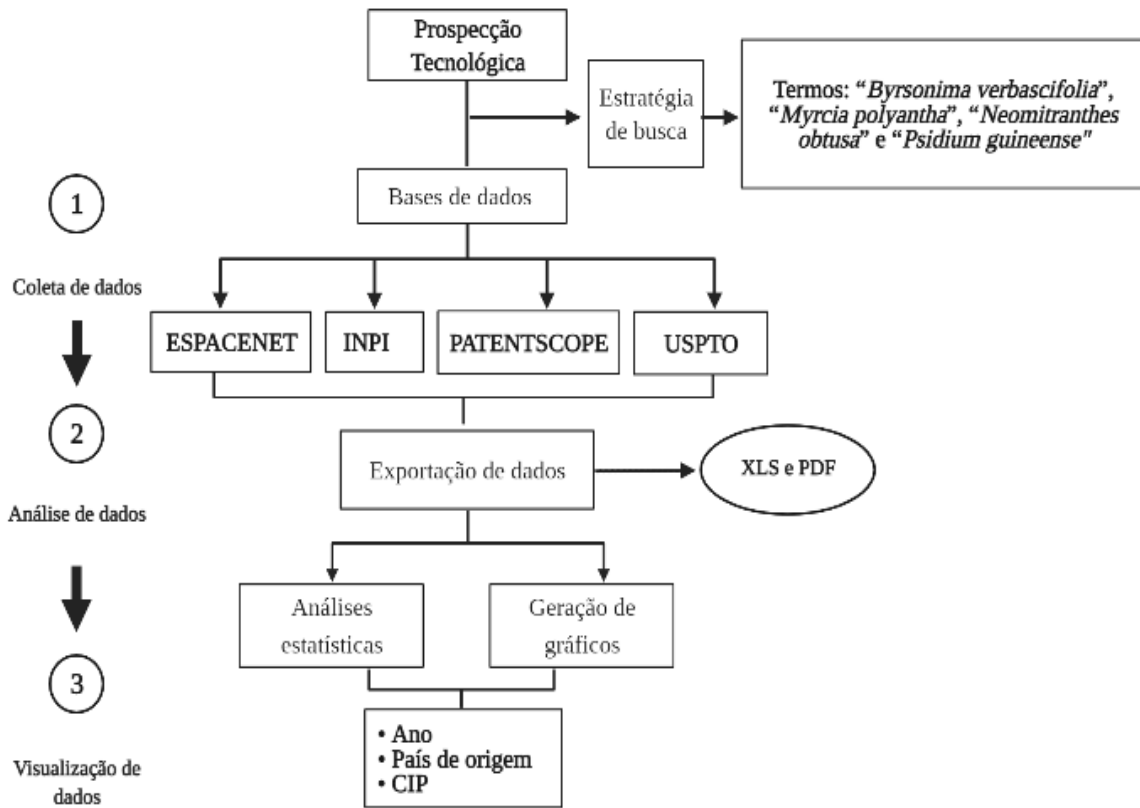 Prospecção
Tecnológica
Estratégia
de busca
Termos: “Byrsonima verbascifolia”,
“Myrcia polyantha”, “Neomitranthes
obtusa” e “Psidium guineense"
1
Bases de dados
Coleta de dados
ESPACENET
INPI
PATENTSCOPE
USPTO
2
Exportação de dados
XLS e PDF
Análise de dados
Análises
estatísticas
Geração de
gráficos
3
• Ano
• País de origem
• CIP
Visualização de
dados